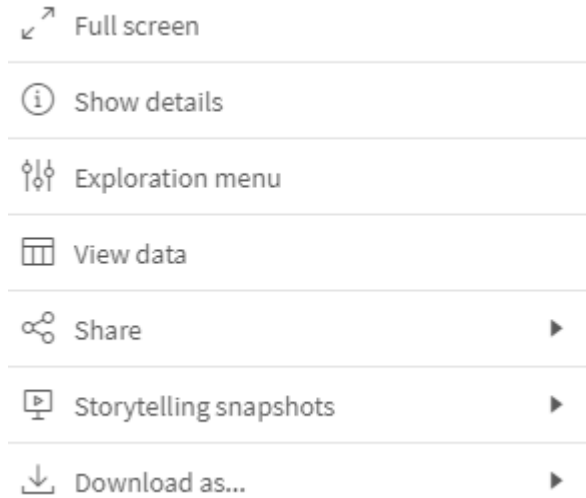 Full screen
Show details
Exploration menu
View data
Share
Storytelling snapshots
Download as...